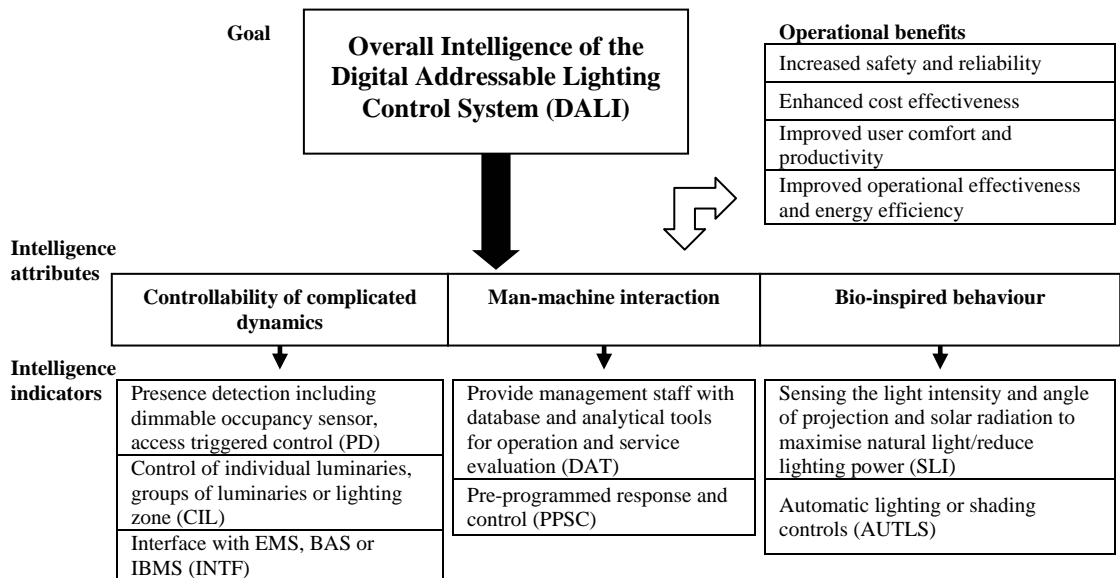 Goal
Overall Intelligence of the
Digital Addressable Lighting
Control System (DALI)
Operational benefits
Increased safety and reliability
Enhanced cost effectiveness
Improved user comfort and
productivity
Improved operational effectiveness
and energy efficiency
Intelligence
attributes
Controllability of complicated
dynamics
Man-machine interaction
Bio-inspired behaviour
Intelligence
indicators
Presence detection including
dimmable occupancy sensor,
access triggered control (PD)
Control of individual luminaries,
groups of luminaries or lighting
zone (CIL)
Interface with EMS, BAS or
IBMS (INTF)
Provide management staff with
database and analytical tools
for operation and service
evaluation (DAT)
Pre-programmed response and
control (PPSC)
Sensing the light intensity and angle
of projection and solar radiation to
maximise natural light/reduce
lighting power (SLI)
Automatic lighting or shading
controls (AUTLS)